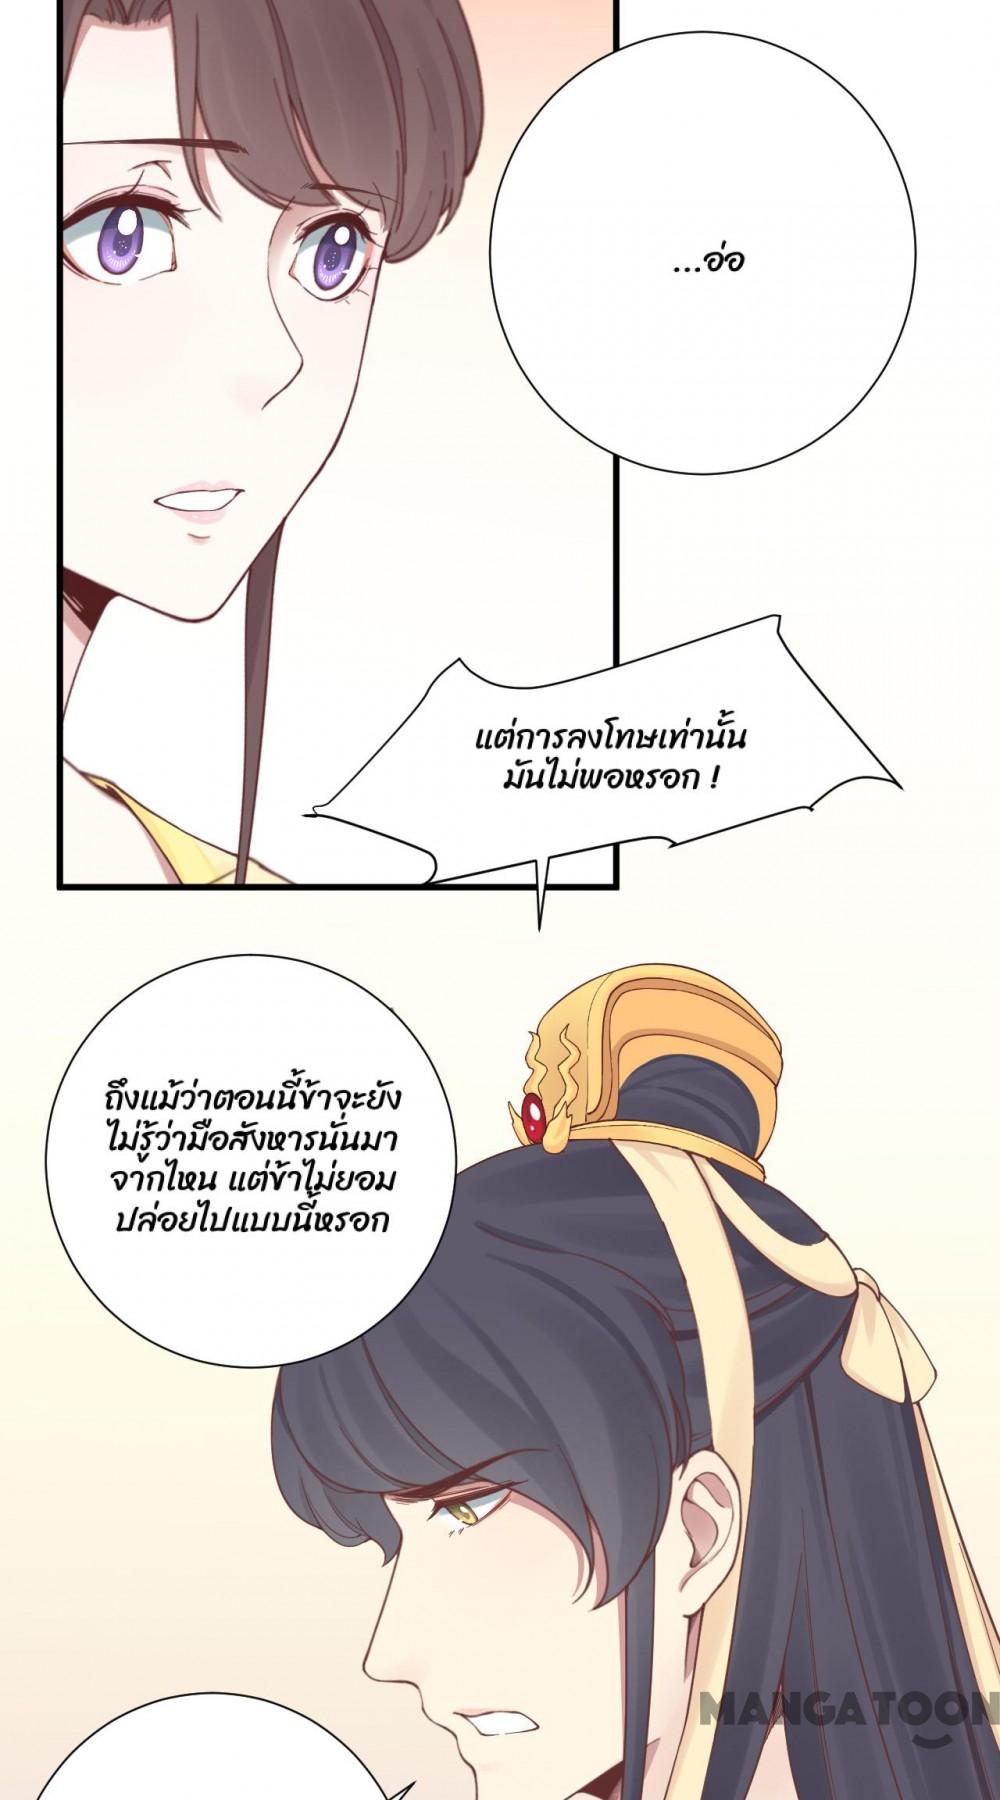 ...อ่อ
แต่การลงโทษเท่านั้น
มันไม่พอหรอก !
ถึงแม้ว่าตอนนี้ข้าจะยัง
ไม่รู้ว่ามือสังหารนั่นมา
จากไหน แต่ข้าไม่ยอม
ปล่อยไปแบบนี้หรอก
MANGATOON